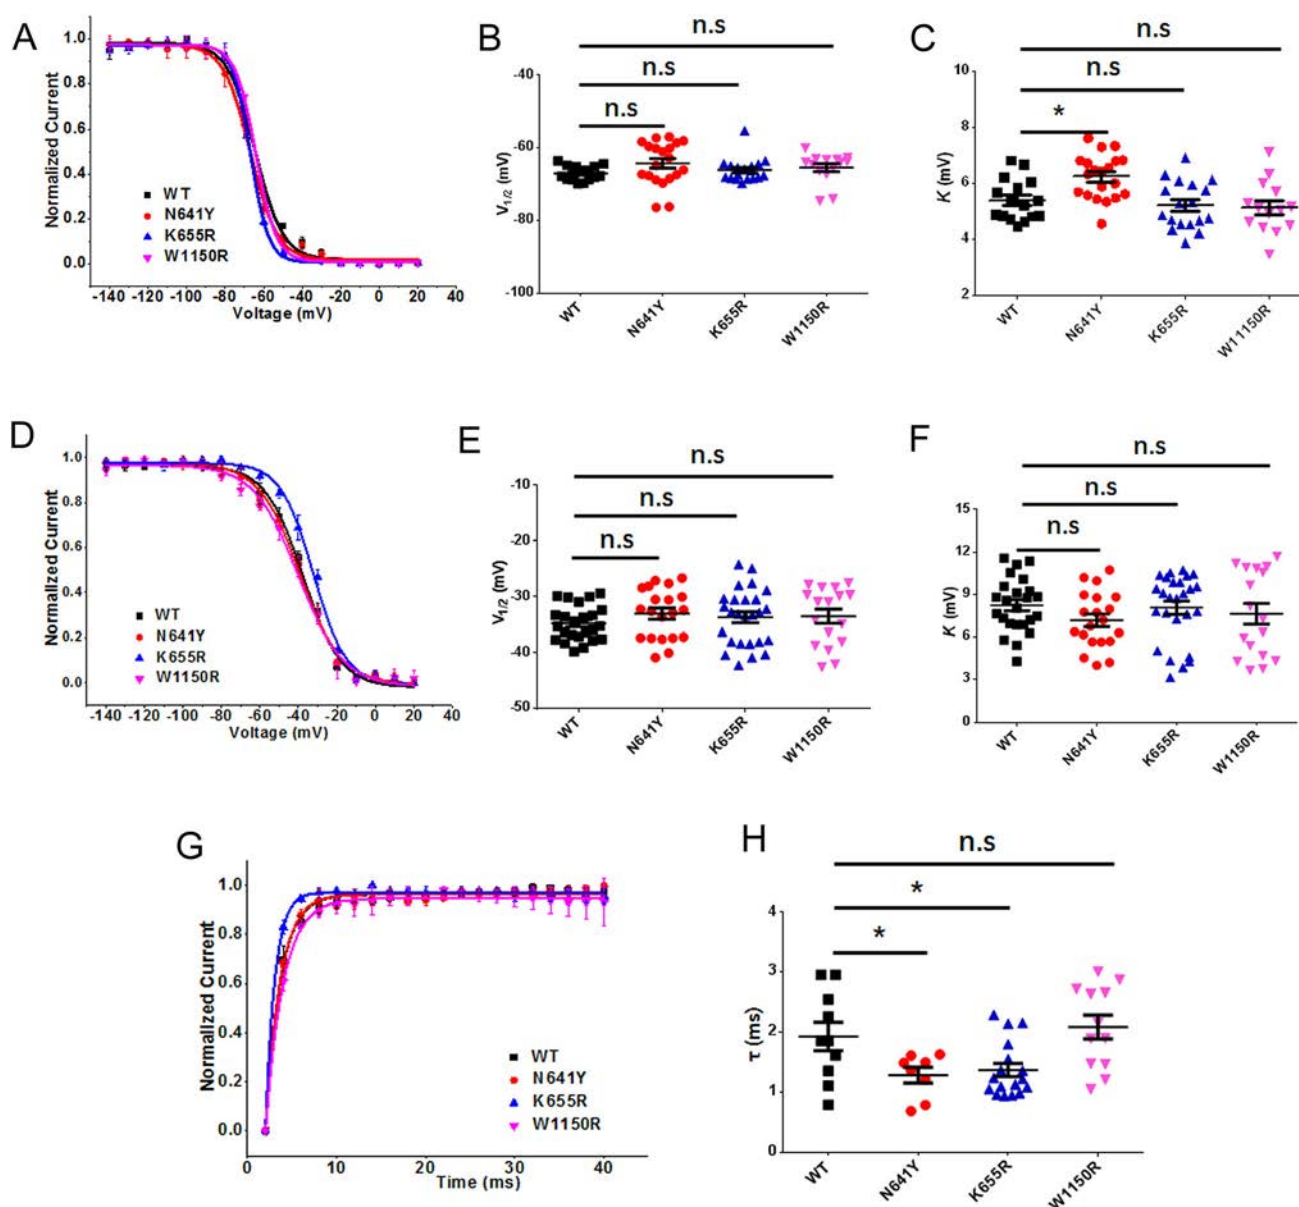 A
Normalized Current
1.0
0.8
0.6
0.4
0.2
0.0
WT
N641Y
K655R
W1150R
-140 -120 -100 -80 -60 -40 -20 0 20 40
Voltage (mV)
B
n.s
n.s
n.s
V1/2 (mV)
-40
-60
-80
-100
WT N641Y K655R W1150R
C
n.s
n.s
*
K (mV)
10
8
6
4
2
WT N641Y K655R W11150R
D
Normalized Current
1.0
0.8
0.6
0.4
0.2
0.0
WT
N641Y
K655R
W1150R
-140 -120 -100 -80 -60 -40 -20 0 20 40
Voltage (mV)
E
n.s
n.s
n.s
V1/2 (mV)
-10
-20
-30
-40
-50
WT N641Y K655R W1150R
F
n.s
n.s
n.s
K (mV)
15
12
9
6
3
0
WT N641Y K655R W1150R
G
Normalized Current
1.0
0.8
0.6
0.4
0.2
0.0
WT
N641Y
K655R
W1150R
0 10 20 30 40
Time (ms)
H
n.s
*
*
τ (ms)
4
3
2
1
0
WT N641Y K655R W1150R